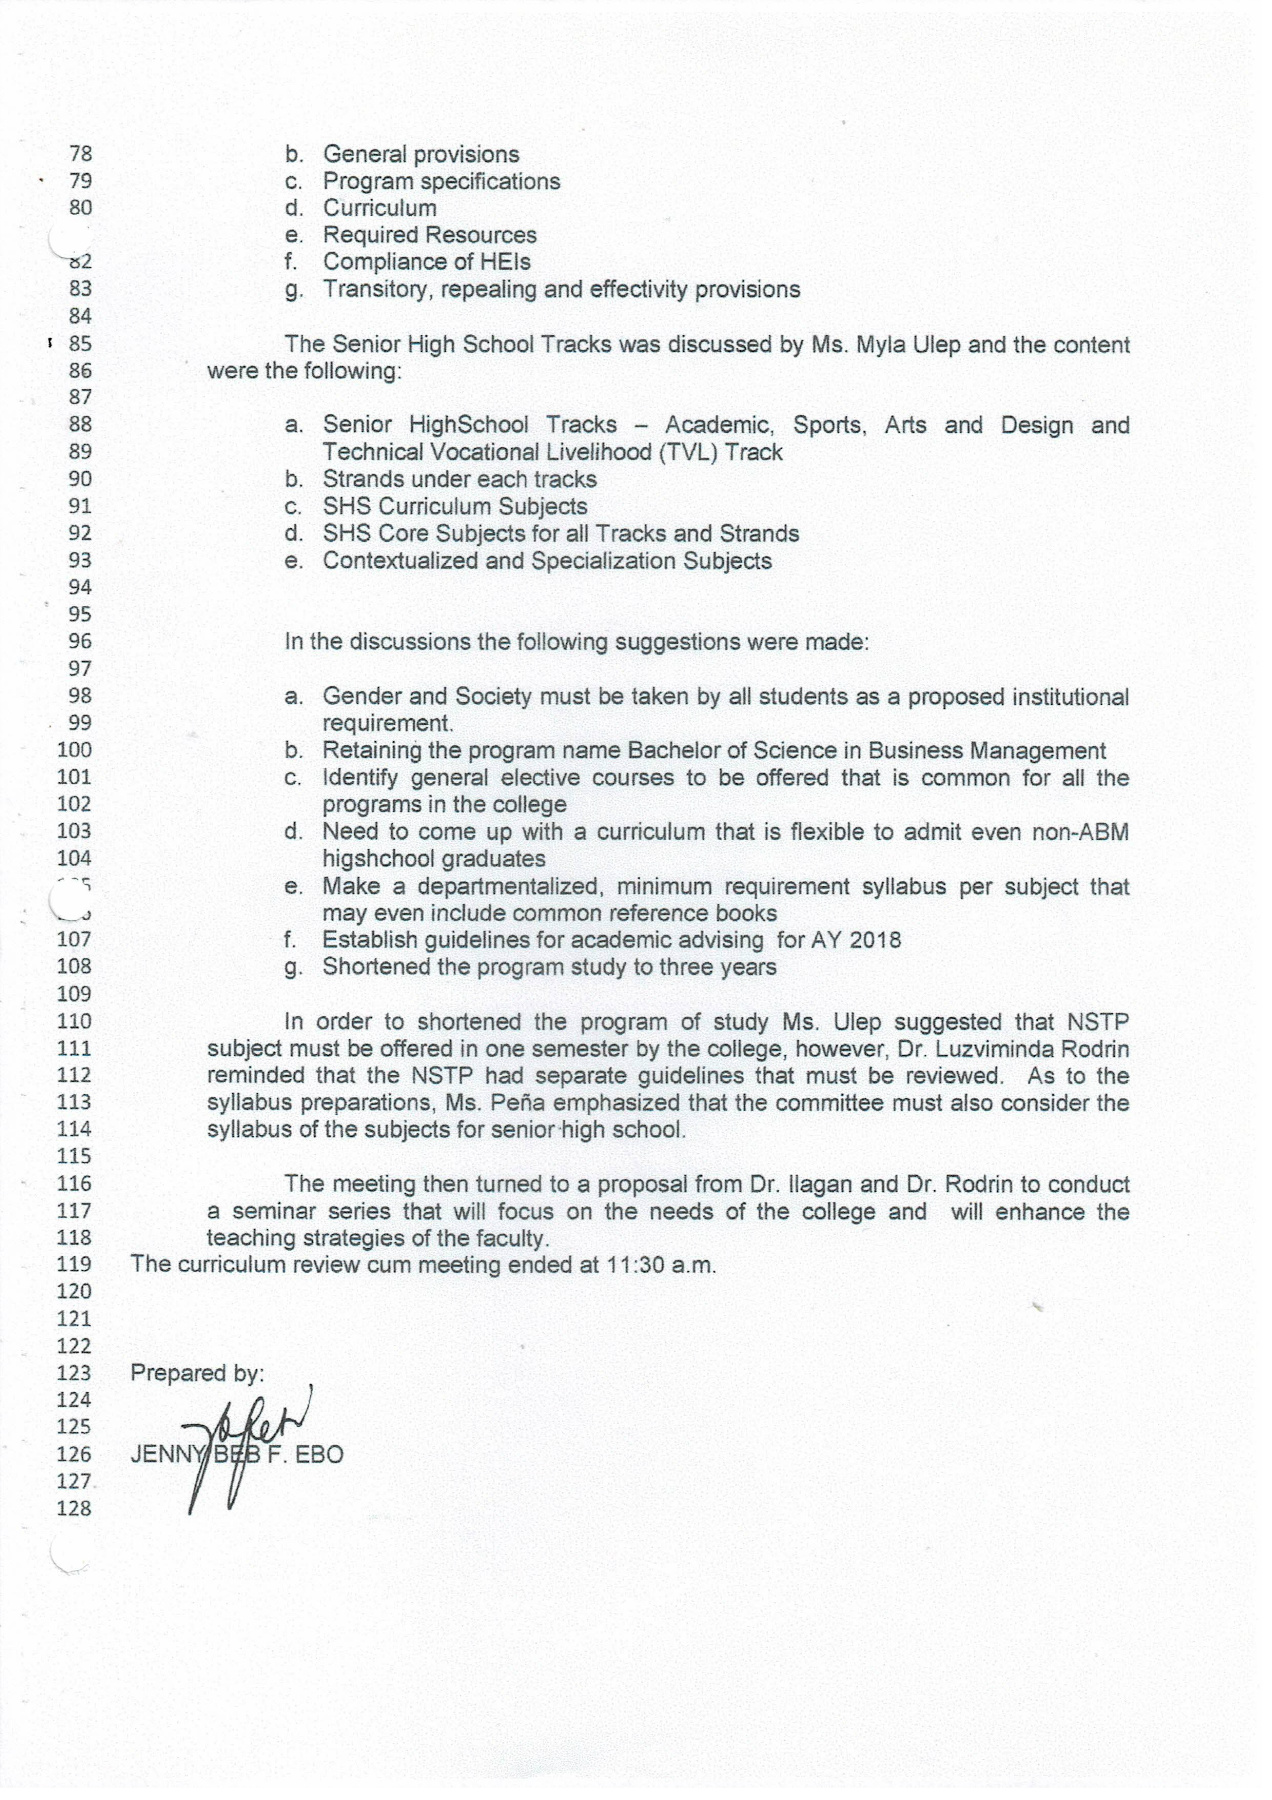 78 b. General provisions
79 c. Program specifications
80 d. Curriculum
e. Required Resources
82 f. Compliance of HEIs
83 g. Transitory, repealing and effectivity provisions
84
85 The Senior High School Tracks was discussed by Ms. Myla Ulep and the content
86 were the following:
87
88 a. Senior HighSchool Tracks – Academic, Sports, Arts and Design and
89 Technical Vocational Livelihood (TVL) Track
90 b. Strands under each tracks
91 c. SHS Curriculum Subjects
92 d. SHS Core Subjects for all Tracks and Strands
93 e. Contextualized and Specialization Subjects
94
95
96 In the discussions the following suggestions were made:
97
98 a. Gender and Society must be taken by all students as a proposed institutional
99 requirement.
100 b. Retaining the program name Bachelor of Science in Business Management
101 c. Identify general elective courses to be offered that is common for all the
102 programs in the college
103 d. Need to come up with a curriculum that is flexible to admit even non-ABM
104 higshchool graduates
e. Make a departmentalized, minimum requirement syllabus per subject that
may even include common reference books
107 f. Establish guidelines for academic advising for AY 2018
108 g. Shortened the program study to three years
109
110 In order to shortened the program of study Ms. Ulep suggested that NSTP
111 subject must be offered in one semester by the college, however, Dr. Luzviminda Rodrin
112 reminded that the NSTP had separate guidelines that must be reviewed. As to the
113 syllabus preparations, Ms. Peña emphasized that the committee must also consider the
114 syllabus of the subjects for senior high school.
115
116 The meeting then turned to a proposal from Dr. Ilagan and Dr. Rodrin to conduct
117 a seminar series that will focus on the needs of the college and will enhance the
118 teaching strategies of the faculty.
119 The curriculum review cum meeting ended at 11:30 a.m.
120
121
122
123 Prepared by:
124
125
126 JENNY BEB F. EBO
127
128